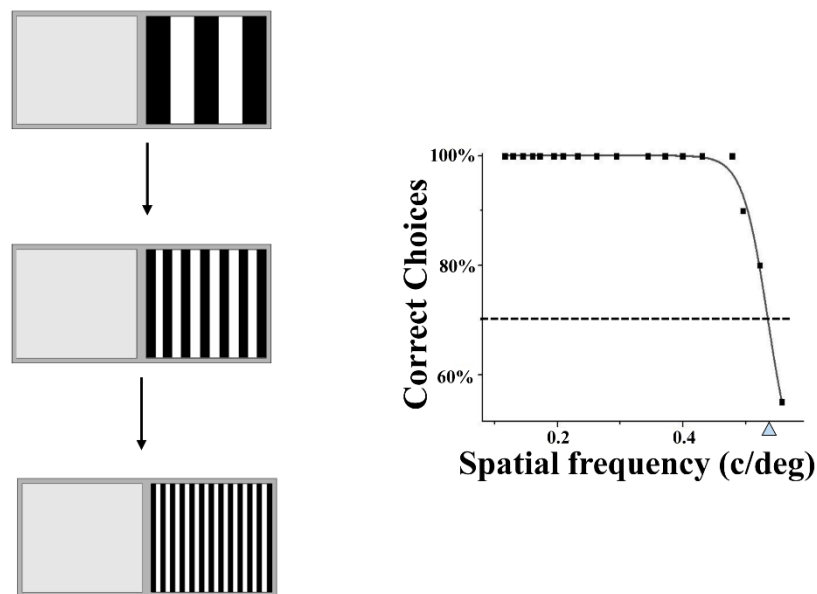 100%
80%
60%
Correct Choices
0.2
0.4
Spatial frequency (c/deg)